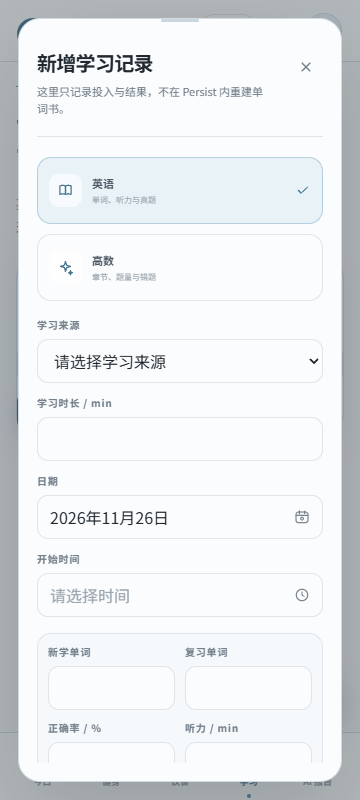 新增学习记录
这里只记录投入与结果，不在 Persist 内重建单
词书。
英语
单词、听力与真题
高数
章节、题量与错题
学习来源
请选择学习来源
学习时长 / min
日期
2026年11月26日
开始时间
请选择时间
新学单词
复习单词
正确率 / %
听力 / min